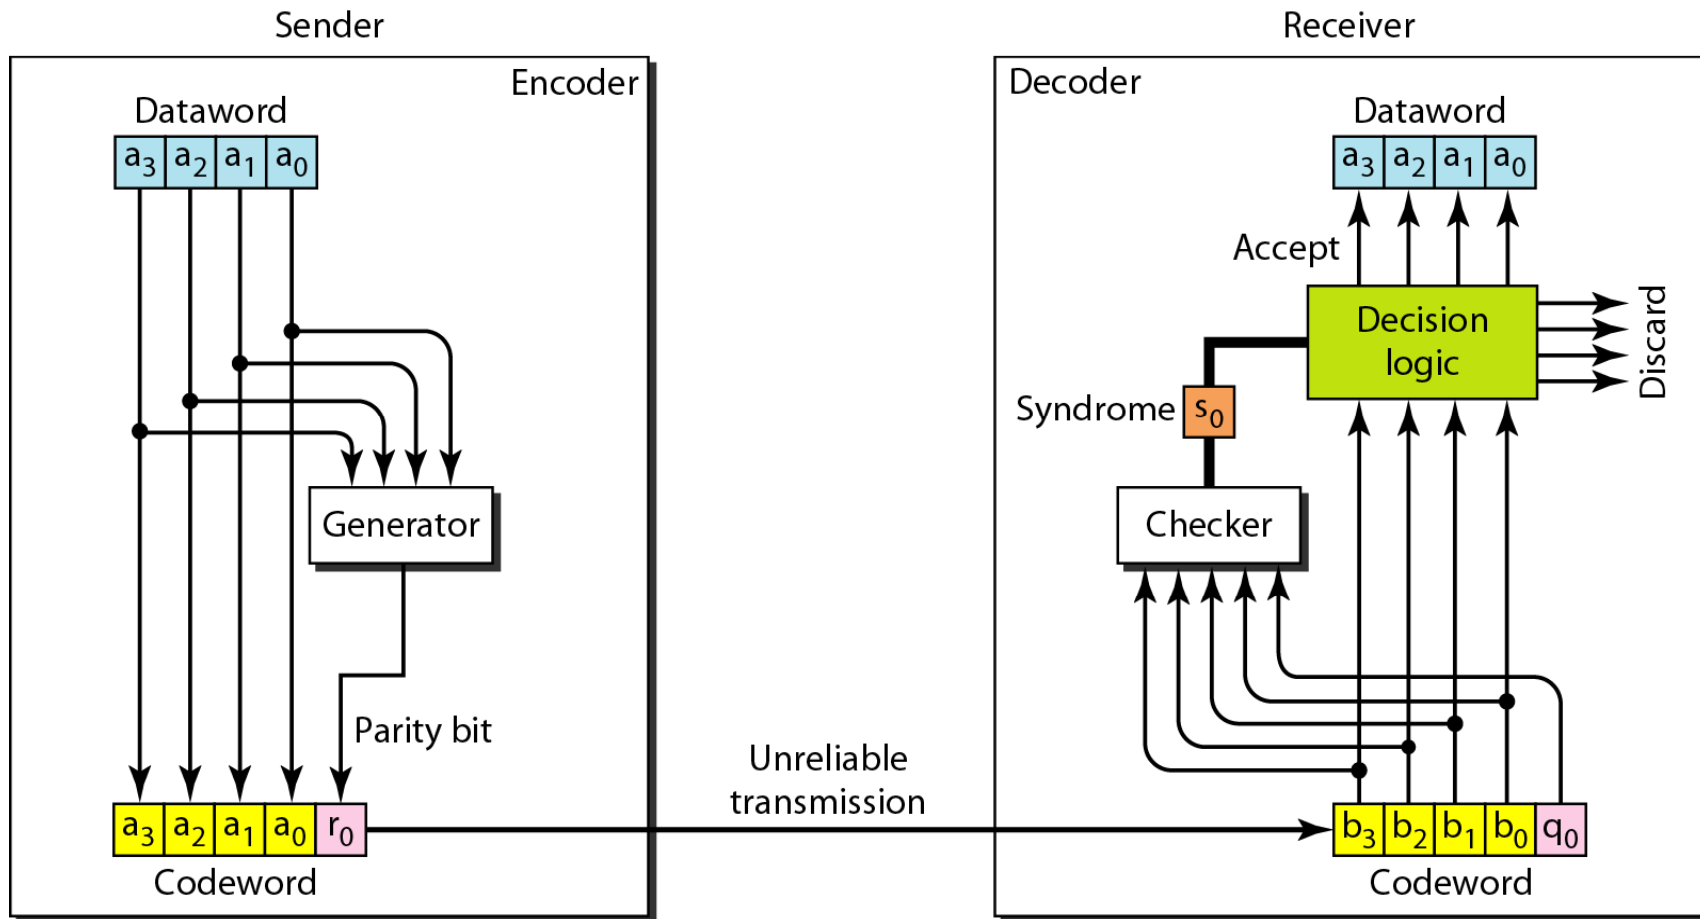 Sender
Encoder
Dataword
a₃ a₂ a₁ a₀
Generator
Parity bit
a₃ a₂ a₁ a₀ r₀
Codeword
Unreliable
transmission
Receiver
Decoder
Dataword
a₃ a₂ a₁ a₀
Accept
Decision
logic
Discard
Syndrome
s₀
Checker
b₃ b₂ b₁ b₀ q₀
Codeword